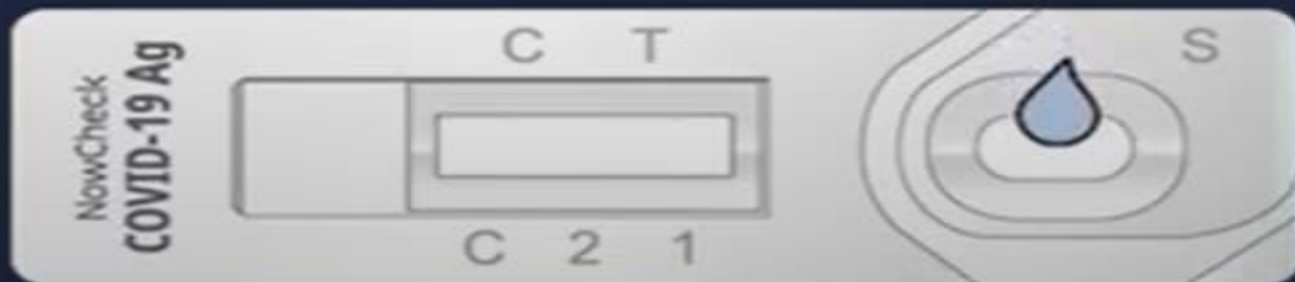 NowCheck
COVID-19 Ag
C T
S
C 2 1